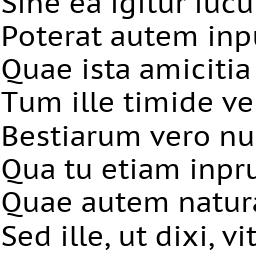 Sine ea igitur iucu
Poterat autem inpu
Quae ista amicitia
Tum ille timide ve
Bestiarum vero nu
Qua tu etiam inpru
Quae autem natura
Sed ille, ut dixi, vit